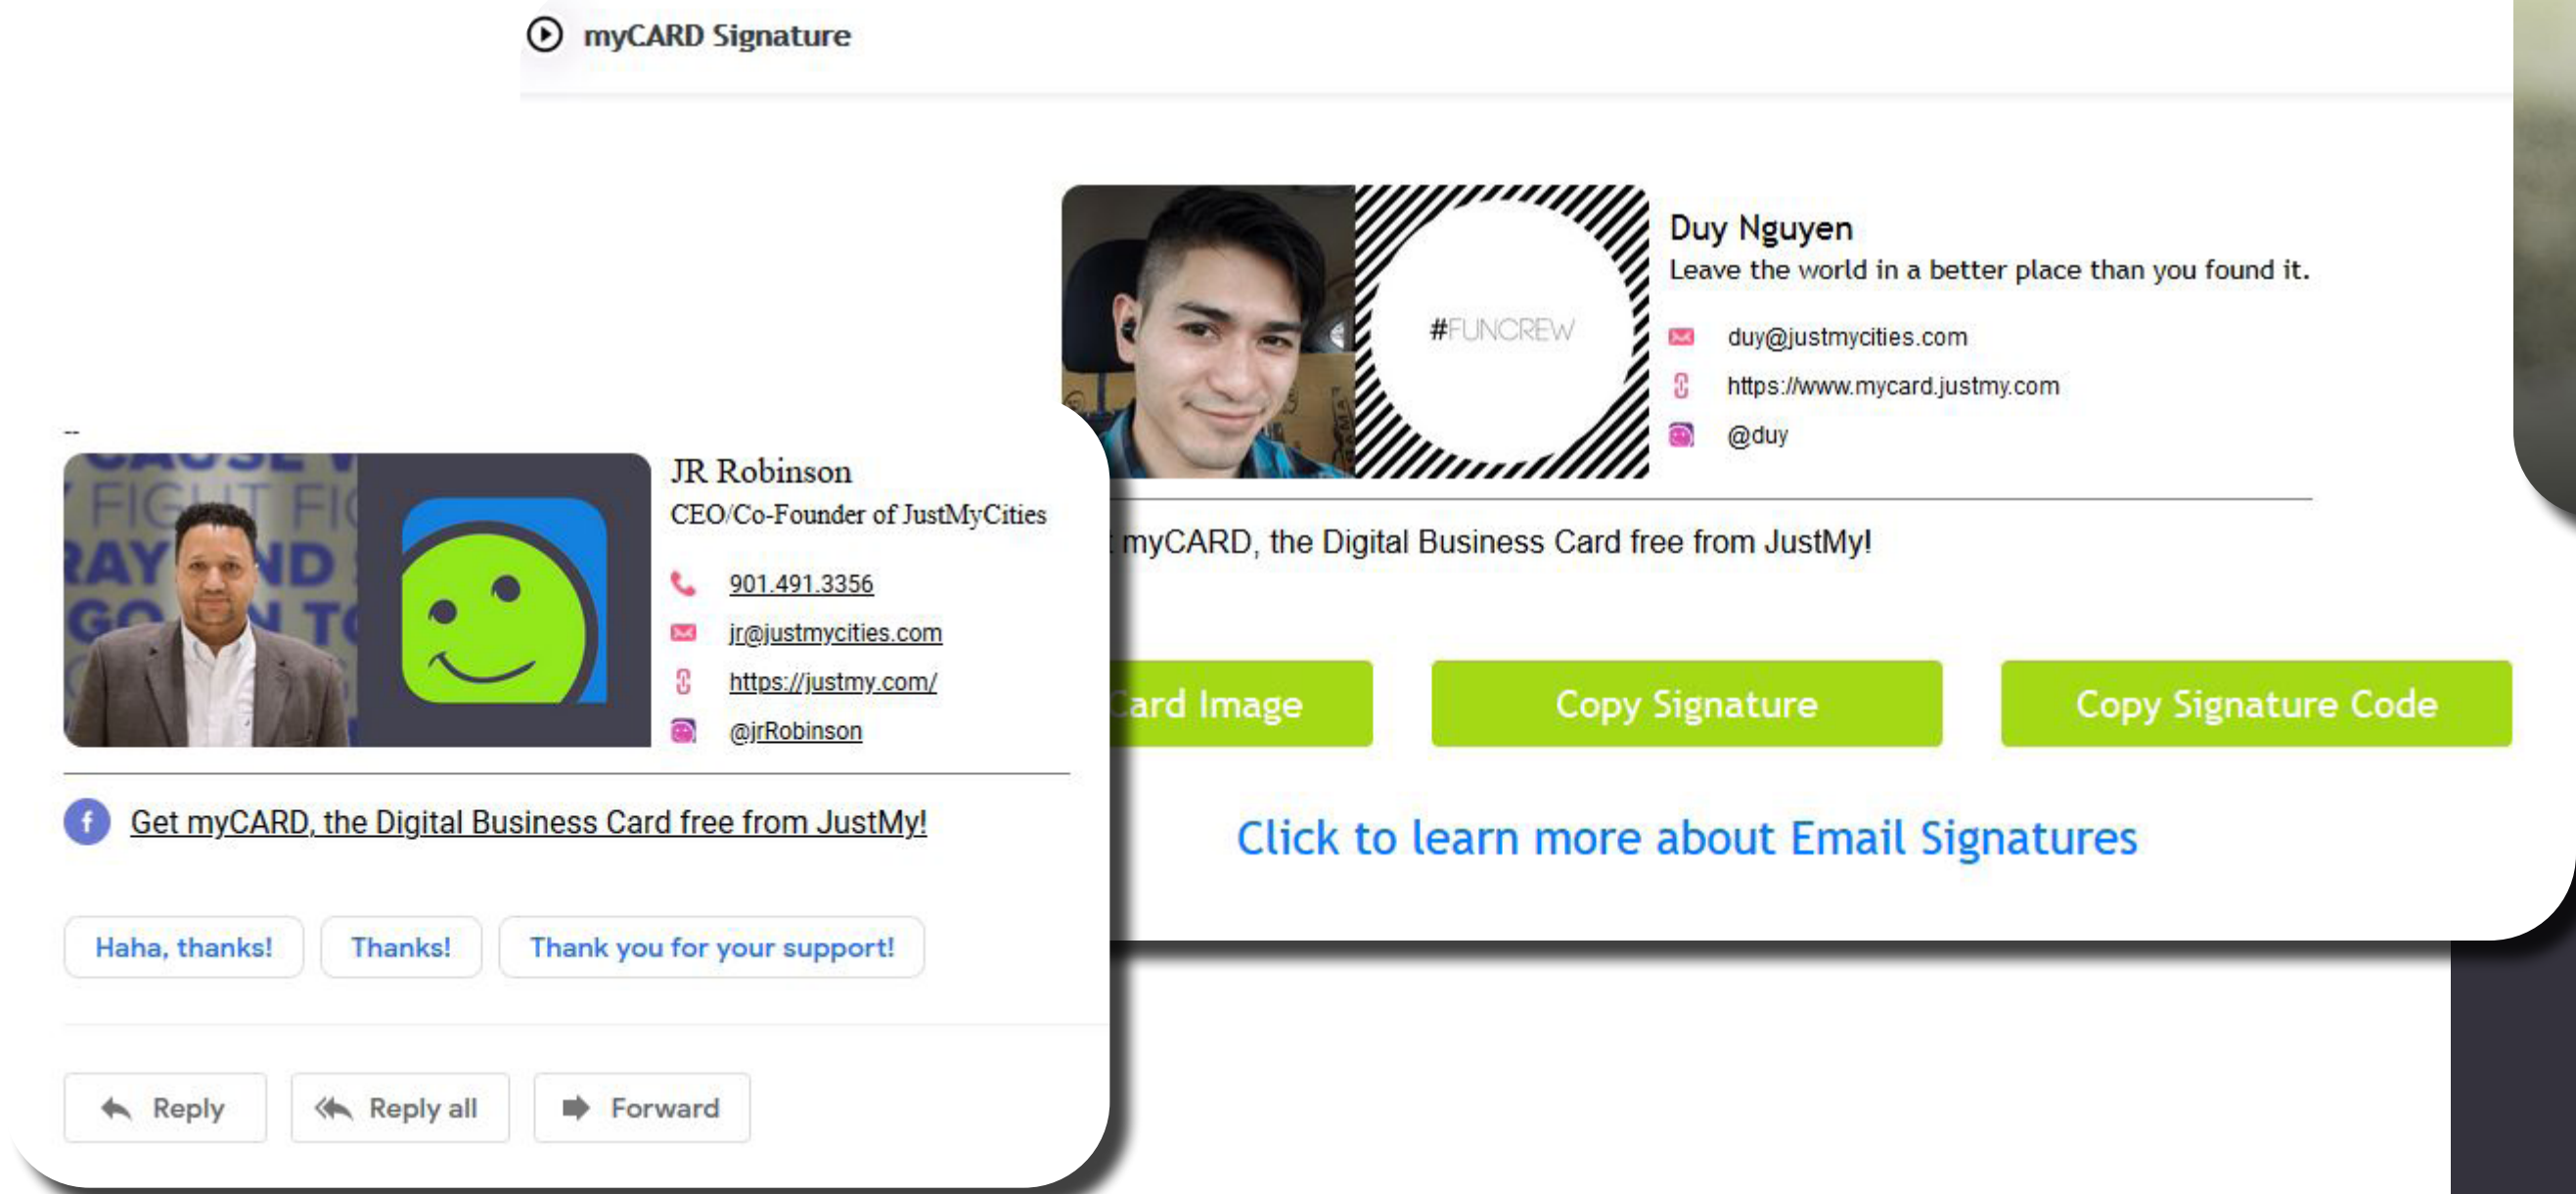 myCARD Signature
#FUNCREW
Duy Nguyen
Leave the world in a better place than you found it.
duy@justmycities.com
https://www.mycard.justmy.com
@duy
myCARD, the Digital Business Card free from JustMy!
Card Image
Copy Signature
Copy Signature Code
Click to learn more about Email Signatures
--
FIGHT
GO
JR Robinson
CEO/Co-Founder of JustMyCities
901.491.3356
jr@justmycities.com
https://justmy.com/
@jrRobinson
f
Get myCARD, the Digital Business Card free from JustMy!
Haha, thanks!
Thanks!
Thank you for your support!
Reply
Reply all
Forward